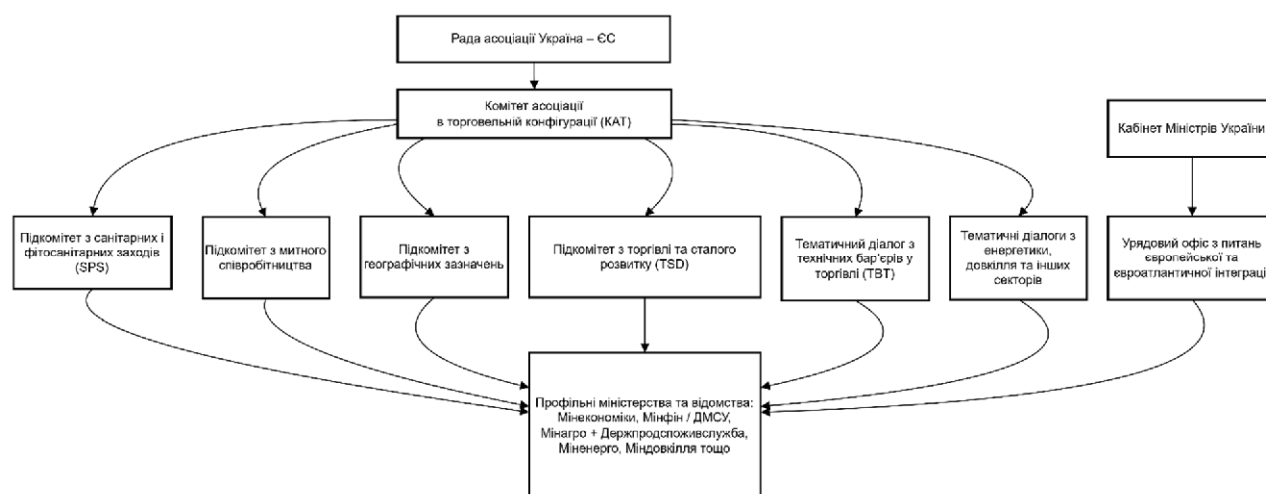 Рада асоціації Україна – ЄС
Комітет асоціації
в торговельній конфігурації (КАТ)
Кабінет Міністрів України
Підкомітет з санітарних і
фітосанітарних заходів
(SPS)
Підкомітет з митного
співробітництва
Підкомітет з
географічних зазначень
Підкомітет з торгівлі та сталого
розвитку (TSD)
Тематичний діалог з
технічних бар’єрів у
торгівлі (ТВТ)
Тематичні діалоги з
енергетики,
довкілля та інших
секторів
Урядовий офіс з питань
європейської та
євроатлантичної інтеграції
Профільні міністерства та відомства:
Мінекономіки, Мінфін / ДМСУ,
Мінагро + Держпродспоживслужба,
Міненерго, Міндовкілля тощо